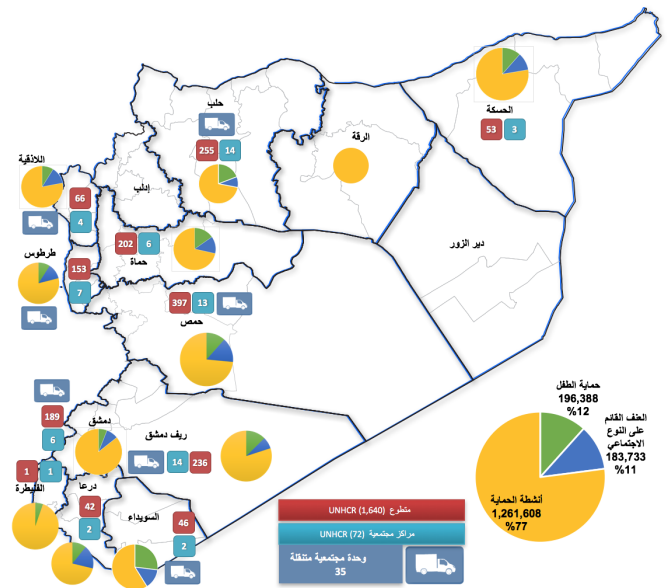 حلب
255 14
الرقة
الحسكة
53 3
اللاذقية
66
4
إدلب
202 6
حماة
دير الزور
طرطوس
153
7
397 13
حمص
189
6
دمشق
ريف دمشق
14 236
1 1
القنيطرة
درعا
42
2
السويداء
46
2
حماية الطفل
196,388
%12
العنف القائم
على النوع
الاجتماعي
183,733
%11
أنشطة الحماية
1,261,608
%77
متطوع UNHCR (1,640)
مراكز مجتمعية UNHCR (72)
وحدة مجتمعية متنقلة
35